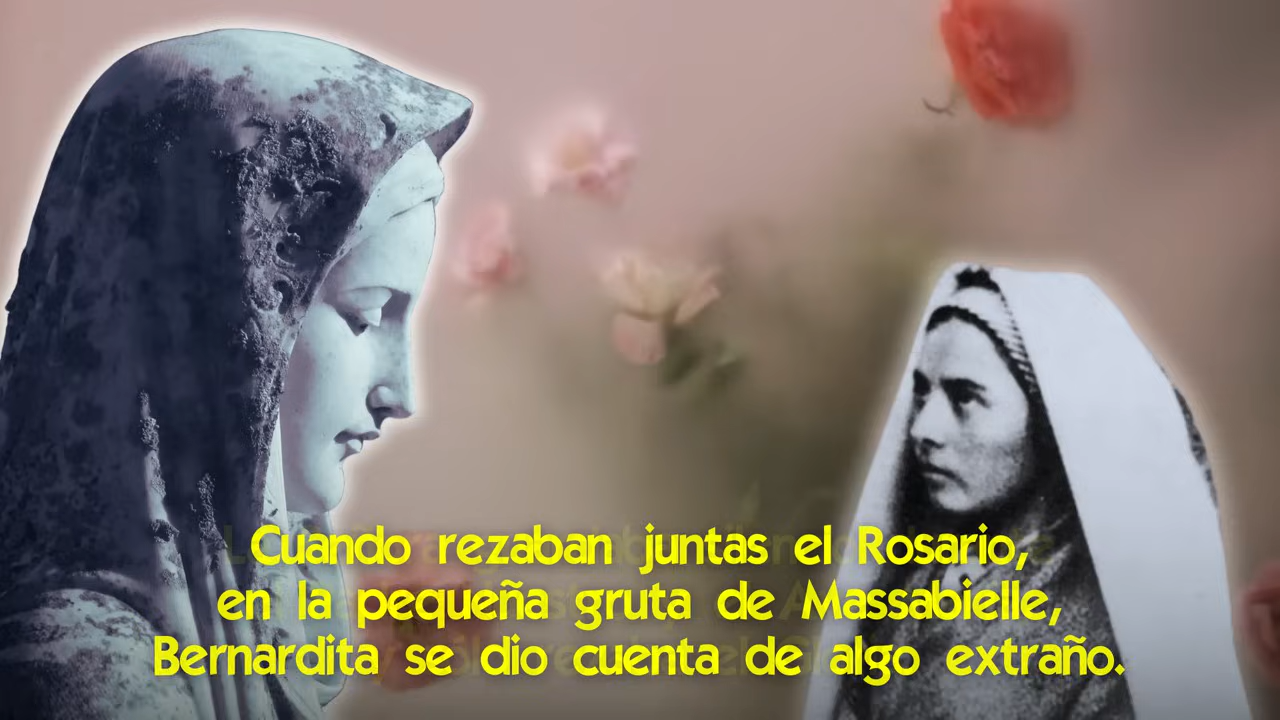 Cuando rezaban juntas el Rosario,
en la pequeña gruta de Massabielle,
Bernardita se dio cuenta de algo extraño.